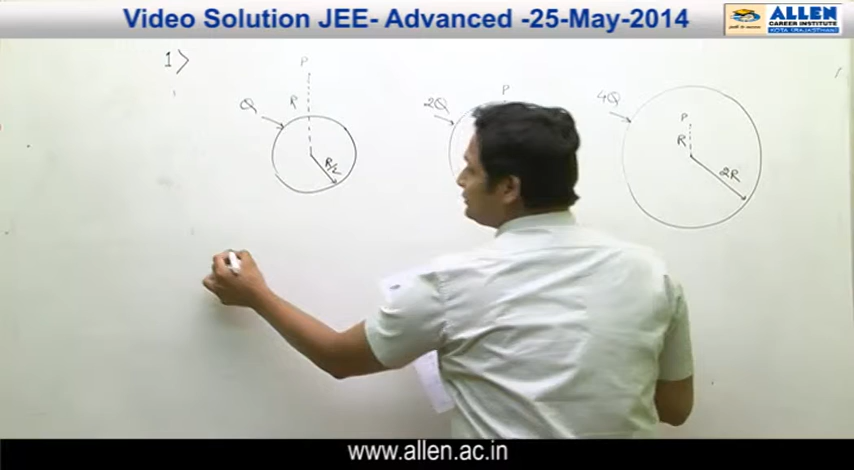 Video Solution JEE- Advanced -25-May-2014
ALLEN
CAREER INSTITUTE
KOTA (RAJASTHAN)
1>
P
R
Q
R/2
P
2Q
4Q
P
R
2R
www.allen.ac.in